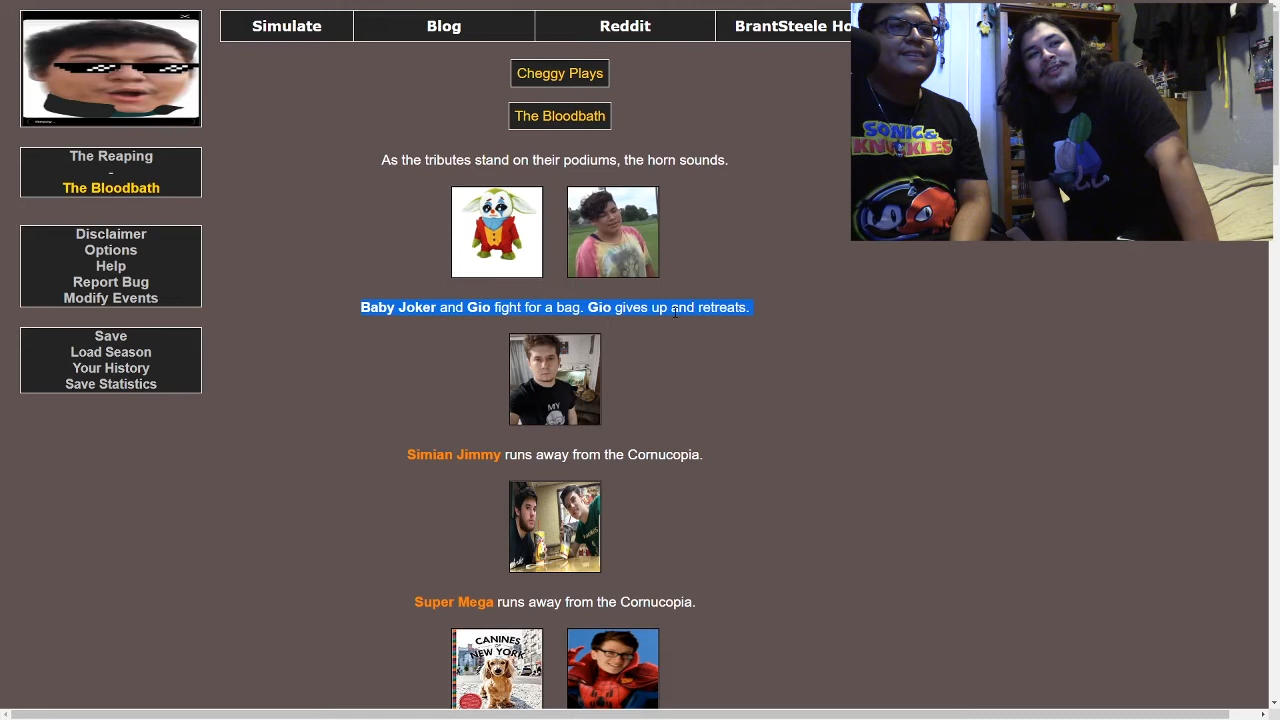 Simulate
Blog
Reddit
BrantSteele Ho
Cheggy Plays
The Bloodbath
The Reaping
-
The Bloodbath
Disclaimer
Options
Help
Report Bug
Modify Events
Save
Load Season
Your History
Save Statistics
As the tributes stand on their podiums, the horn sounds.
Baby Joker and Gio fight for a bag. Gio gives up and retreats.
MY
Simian Jimmy runs away from the Cornucopia.
Super Mega runs away from the Cornucopia.
CANINES
OF
NEW YORK
SONIC &
KNUCKLES